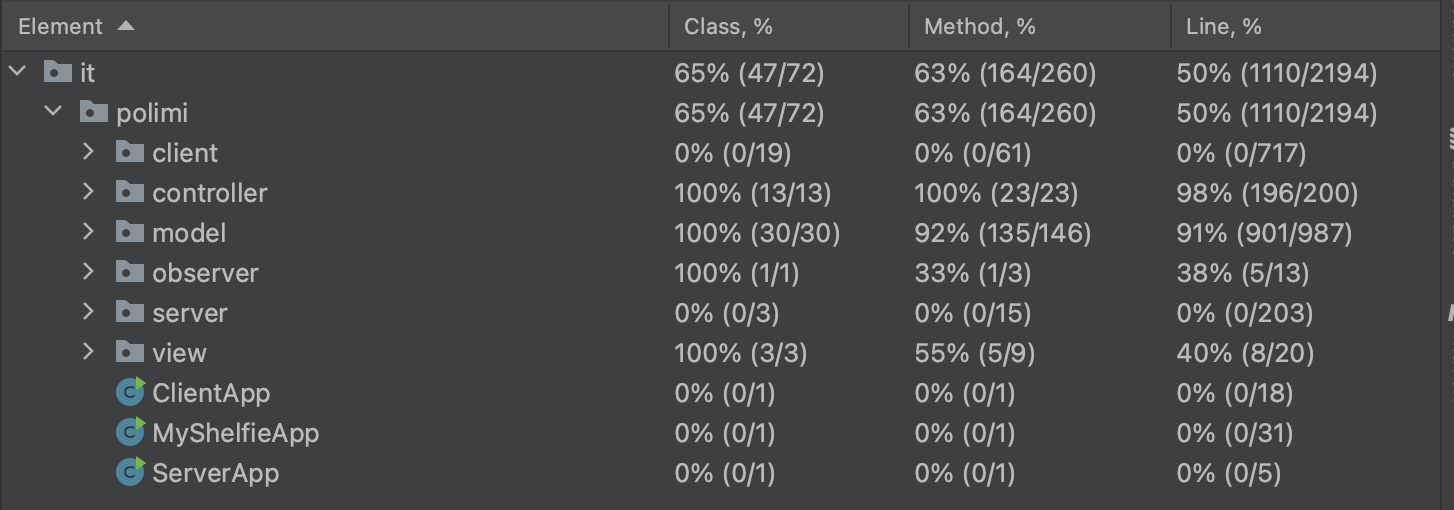 Element Class, % Method, % Line, %
it 65% (47/72) 63% (164/260) 50% (1110/2194)
polimi 65% (47/72) 63% (164/260) 50% (1110/2194)
client 0% (0/19) 0% (0/61) 0% (0/717)
controller 100% (13/13) 100% (23/23) 98% (196/200)
model 100% (30/30) 92% (135/146) 91% (901/987)
observer 100% (1/1) 33% (1/3) 38% (5/13)
server 0% (0/3) 0% (0/15) 0% (0/203)
view 100% (3/3) 55% (5/9) 40% (8/20)
C ClientApp 0% (0/1) 0% (0/1) 0% (0/18)
C MyShelfieApp 0% (0/1) 0% (0/1) 0% (0/31)
C ServerApp 0% (0/1) 0% (0/1) 0% (0/5)